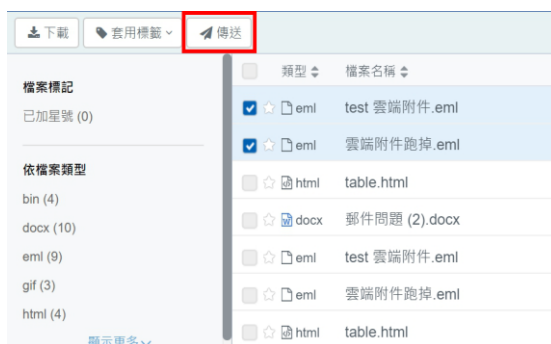 下載 套用標籤 傳送
檔案標記
已加星號 (0)
依檔案類型
bin (4)
docx (10)
eml (9)
gif (3)
html (4)
顯示更多
類型 檔案名稱
eml test 雲端附件.eml
eml 雲端附件跑掉.eml
html table.html
docx 郵件問題 (2).docx
eml test 雲端附件.eml
eml 雲端附件跑掉.eml
html table.html